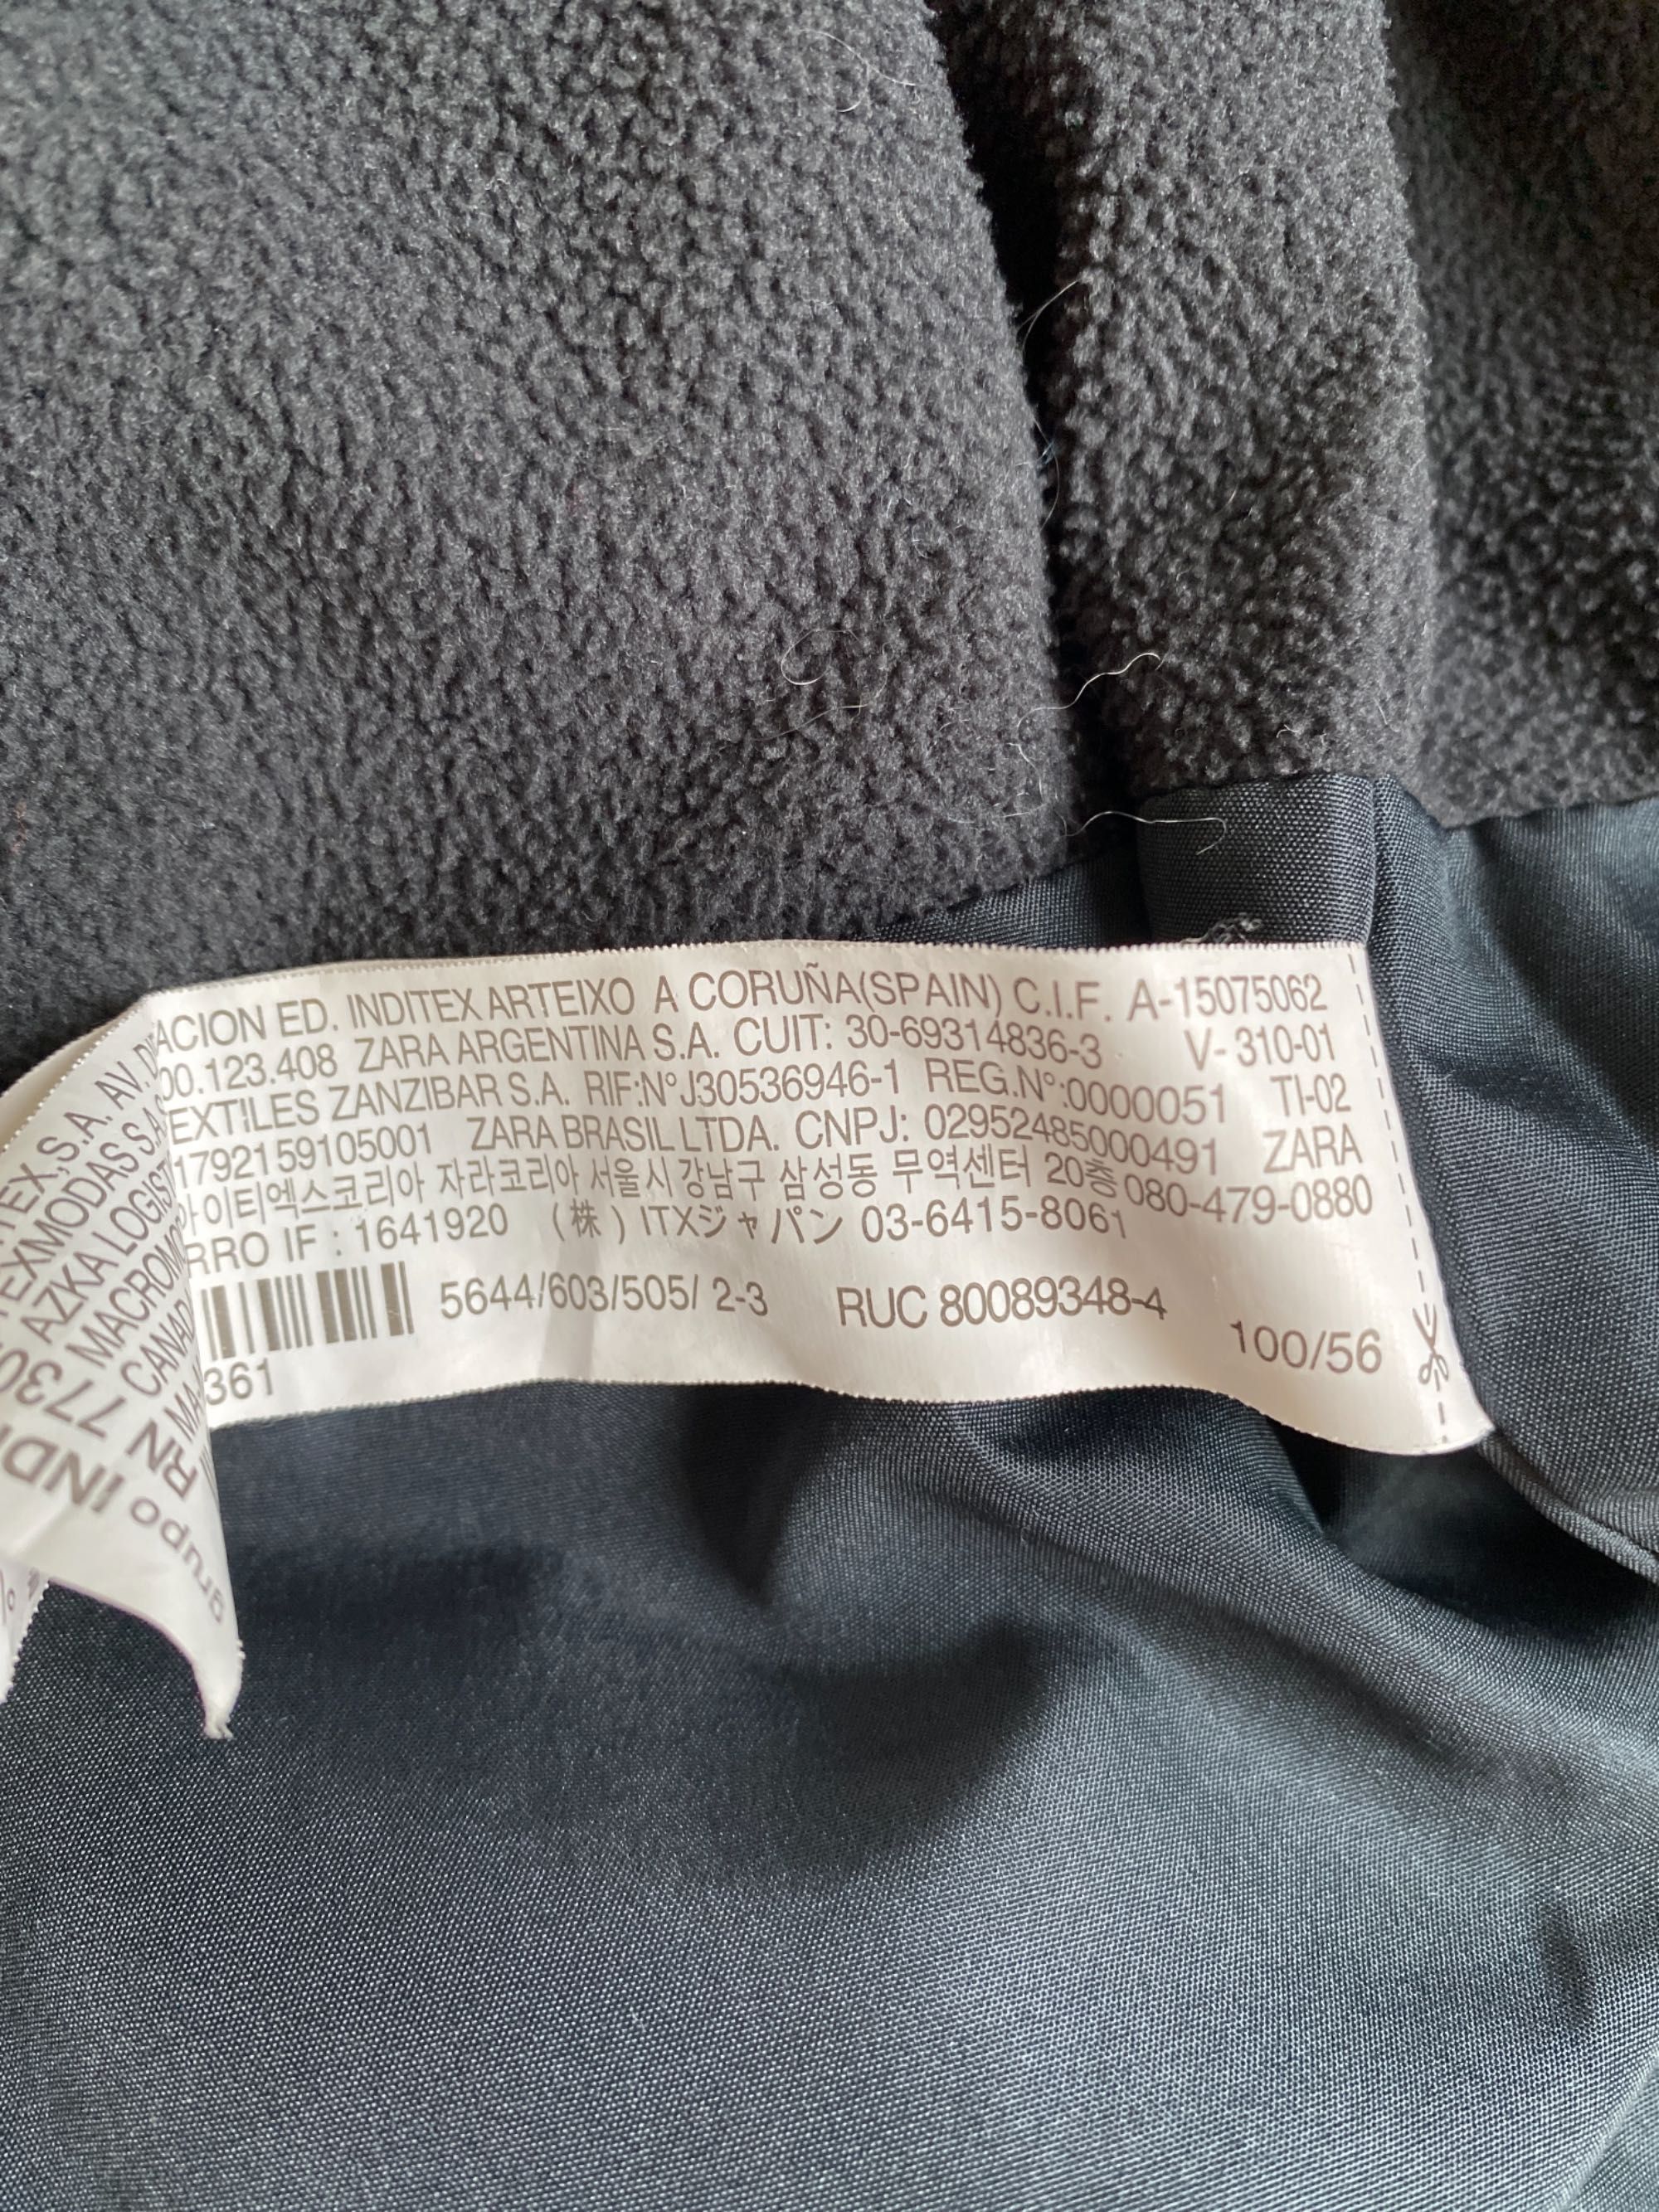 ACION ED. INDITEX ARTEIXO A CORUÑA(SPAIN) C.I.F. A-15075062
00.123.408 ZARA ARGENTINA S.A. CUIT: 30-69314836-3 V-310-01
EXTILES ZANZIBAR S.A. RIF:N°J30536946-1 REG.N°:0000051 TI-02
1792159105001 ZARA BRASIL LTDA. CNPJ: 02952485000491 ZARA
아이티엑스코리아 자라코리아 서울시 강남구 삼성동 무역센터 20층 080-479-0880
RRO IF : 1641920 (株) ITXジャパン 03-6415-8061
5644/603/505/ 2-3 RUC 80089348-4
361
100/56
TEX,S.A. AV. D
TEXMODAS S.A
AZKA LOGIST
MACROM
RN 7730
CANAD
MA
grupo INDI
%